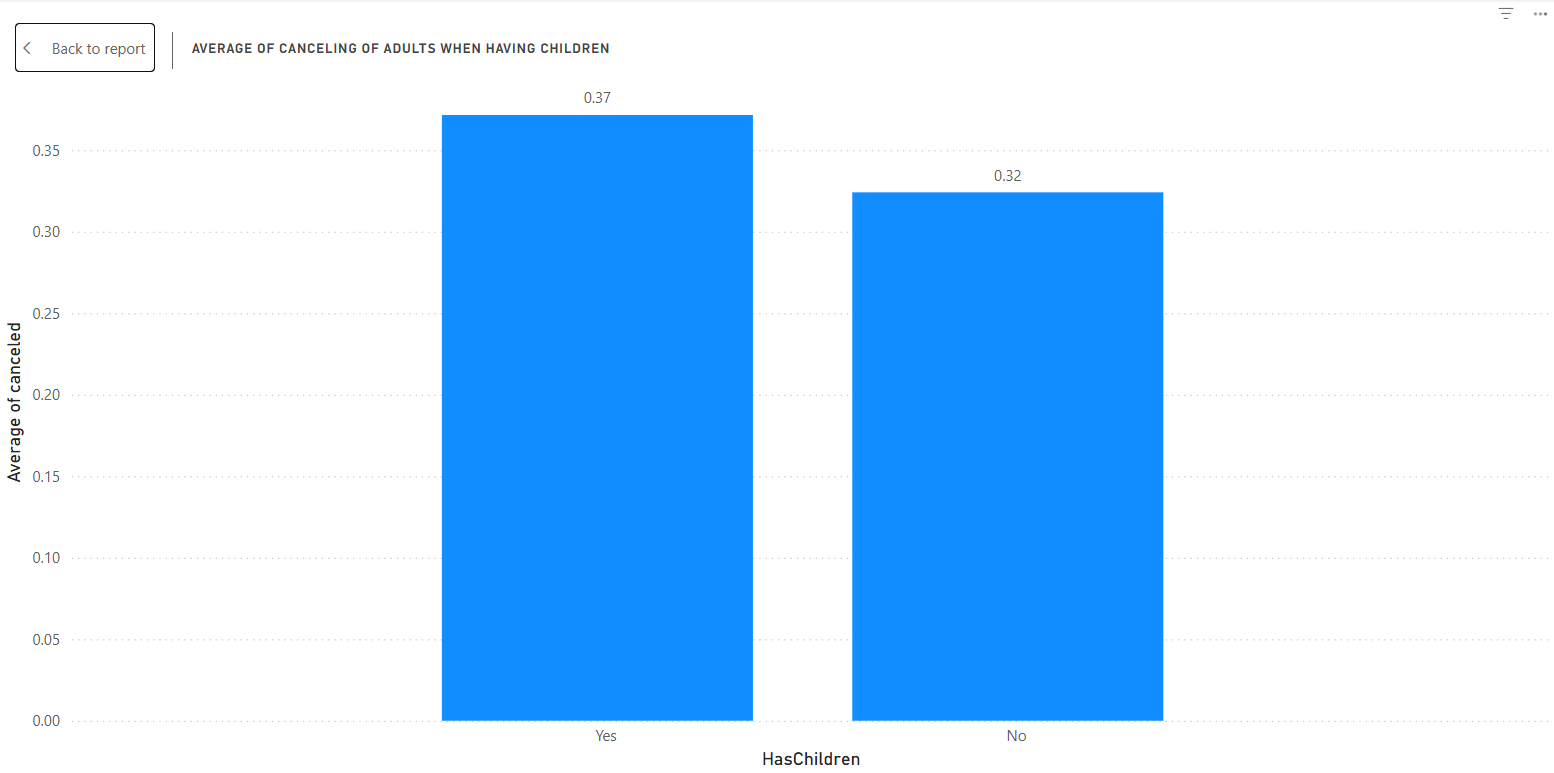 Back to report
AVERAGE OF CANCELING OF ADULTS WHEN HAVING CHILDREN
0.37
0.32
0.35
0.30
0.25
0.20
0.15
0.10
0.05
0.00
Average of canceled
Yes
No
HasChildren